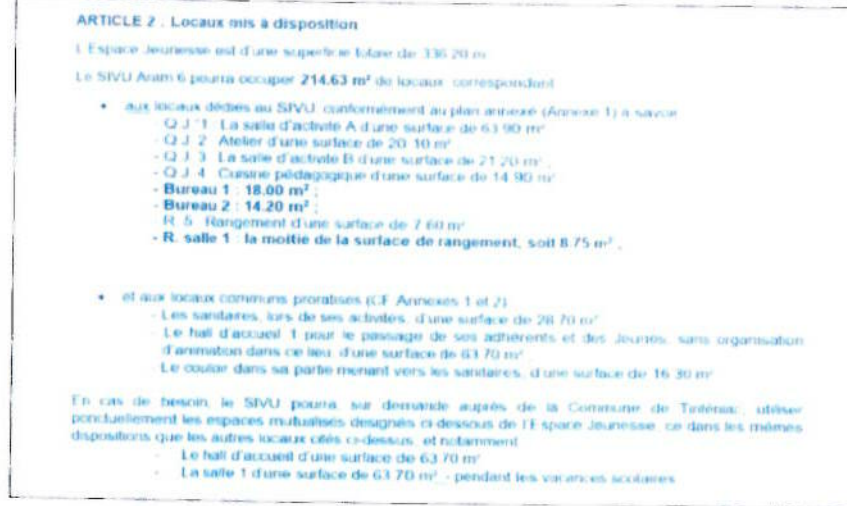 ARTICLE 2 : Locaux mis à disposition
L'Espace Jeunesse est d'une superficie totale de 336.20 m²
Le SIVU Anim 6 pourra occuper 214.63 m² de locaux correspondant
• aux locaux dédiés au SIVU, conformément au plan annexé (Annexe 1) à savoir
- Q.J. 1 La salle d'activité A d'une surface de 63.90 m²
- Q.J. 2 Atelier d'une surface de 20.10 m²
- Q.J. 3 La salle d'activité B d'une surface de 21.20 m² ;
- Q.J. 4 Cuisine pédagogique d'une surface de 14.90 m²
- Bureau 1 : 18.00 m² ;
- Bureau 2 : 14.20 m² ;
R. 5 Rangement d'une surface de 7.60 m²
- R. salle 1 : la moitié de la surface de rangement, soit 8.75 m² ;
• et aux locaux communs proratisés (CF Annexes 1 et 2)
- Les sanitaires, lors de ses activités, d'une surface de 28.70 m²
- Le hall d'accueil 1 pour le passage de ses adhérents et des Jeunes, sans organisation
d'animation dans ce lieu, d'une surface de 63.70 m²
- Le couloir dans sa partie menant vers les sanitaires, d'une surface de 16.30 m²
En cas de besoin, le SIVU pourra, sur demande auprès de la Commune de Tinténiac, utiliser
ponctuellement les espaces mutualisés désignés ci-dessous de l'Espace Jeunesse, ce dans les mêmes
dispositions que les autres locaux cités ci-dessus, et notamment
- Le hall d'accueil d'une surface de 63.70 m²
- La salle 1 d'une surface de 63.70 m² - pendant les vacances scolaires